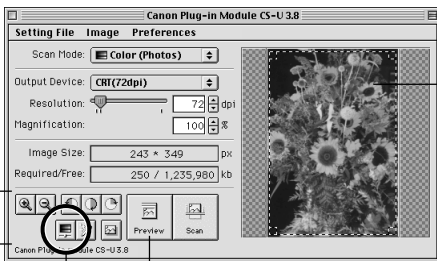 Canon Plug-in Module CS-U 3.8
Setting File Image Preferences
Scan Mode: Color (Photos)
Output Device: CRT(72dpi)
Resolution: 72 dpi
Magnification: 100 %
Image Size: 243 * 349 px
Required/Free: 250 / 1,235,980 kb
Preview Scan
Canon Plug-in Module CS-U 3.8